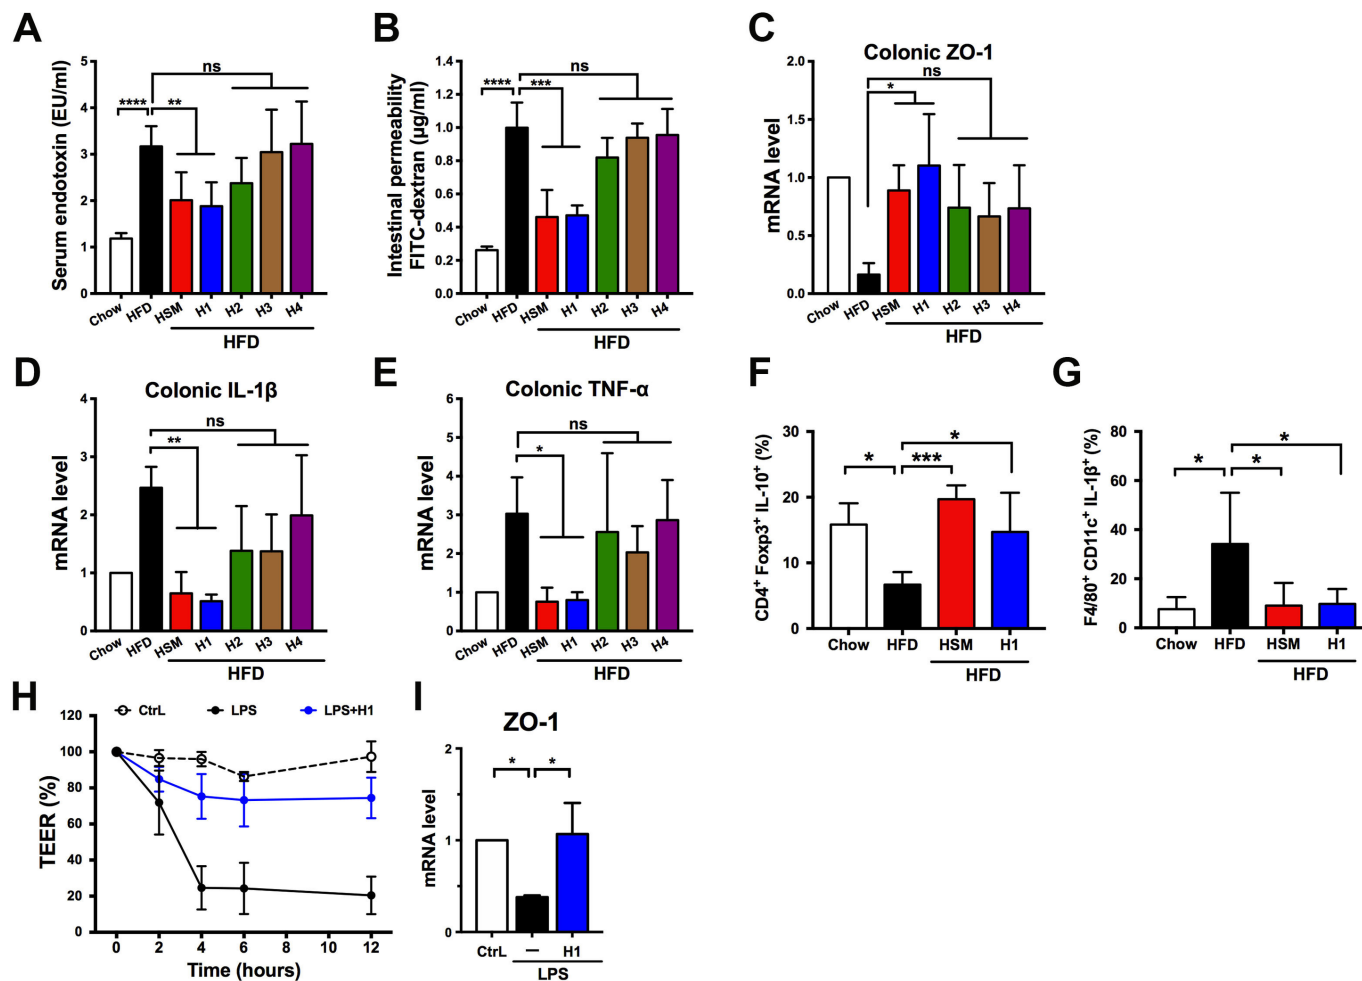 A
Serum endotoxin (EU/ml)
5
4
3
2
1
0
ns
****
**
Chow
HFD
HSM
H1
H2
H3
H4
HFD
B
Intestinal permeability
FITC-dextran (μg/ml)
1.4
1.2
1.0
0.8
0.6
0.4
0.2
0.0
ns
****
***
Chow
HFD
HSM
H1
H2
H3
H4
HFD
C
Colonic ZO-1
mRNA level
2.0
1.5
1.0
0.5
0.0
ns
*
Chow
HFD
HSM
H1
H2
H3
H4
HFD
D
Colonic IL-1β
mRNA level
4
3
2
1
0
ns
**
Chow
HFD
HSM
H1
H2
H3
H4
HFD
E
Colonic TNF-α
mRNA level
6
5
4
3
2
1
0
ns
*
Chow
HFD
HSM
H1
H2
H3
H4
HFD
F
CD4⁺ Foxp3⁺ IL-10⁺ (%)
30
20
10
0
*
*
***
Chow
HFD
HSM
H1
HFD
G
F4/80⁺ CD11c⁺ IL-1β⁺ (%)
80
60
40
20
0
*
*
*
Chow
HFD
HSM
H1
HFD
H
CtrL
LPS
LPS+H1
TEER (%)
120
100
80
60
40
20
0
0 2 4 6 8 10 12
Time (hours)
I
ZO-1
mRNA level
2
1
0
* *
CtrL
–
H1
LPS